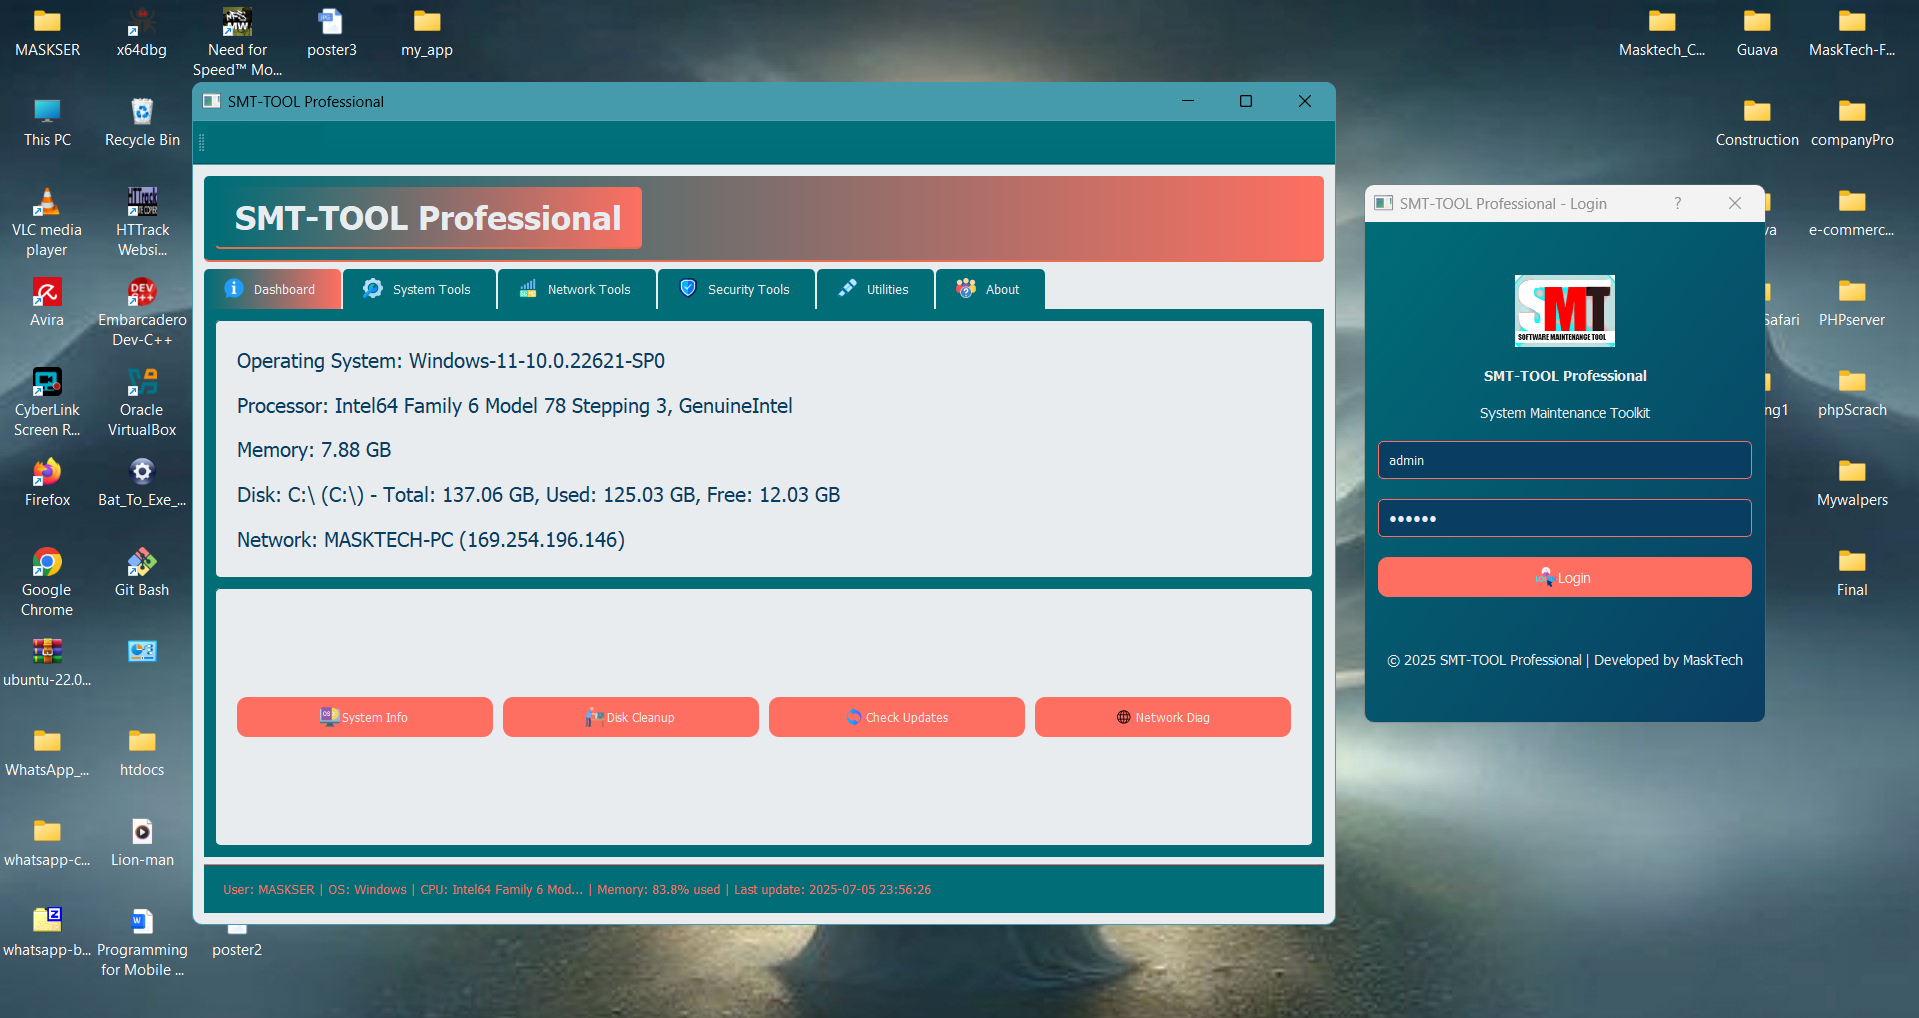 MASKSER
x64dbg
Need for
Speed™ Mo...
poster3
my_app
Masktech_C...
Guava
MaskTech-F...
This PC
Recycle Bin
Construction
companyPro
VLC media
player
HTTrack
Websi...
va
e-commerc...
Avira
Embarcadero
Dev-C++
Safari
PHPserver
CyberLink
Screen R...
Oracle
VirtualBox
ng1
phpScrach
Firefox
Bat_To_Exe_...
Mywalpers
Google
Chrome
Git Bash
Final
ubuntu-22.0...
WhatsApp_...
htdocs
whatsapp-c...
Lion-man
whatsapp-b...
Programming
for Mobile ...
poster2
SMT-TOOL Professional
SMT-TOOL Professional
Dashboard
System Tools
Network Tools
Security Tools
Utilities
About
Operating System: Windows-11-10.0.22621-SP0
Processor: Intel64 Family 6 Model 78 Stepping 3, GenuineIntel
Memory: 7.88 GB
Disk: C:\ (C:\) - Total: 137.06 GB, Used: 125.03 GB, Free: 12.03 GB
Network: MASKTECH-PC (169.254.196.146)
System Info
Disk Cleanup
Check Updates
Network Diag
User: MASKSER | OS: Windows | CPU: Intel64 Family 6 Mod... | Memory: 83.8% used | Last update: 2025-07-05 23:56:26
SMT-TOOL Professional - Login
?
SMT
SOFTWARE MAINTENANCE TOOL
SMT-TOOL Professional
System Maintenance Toolkit
admin
••••••
Login
© 2025 SMT-TOOL Professional | Developed by MaskTech